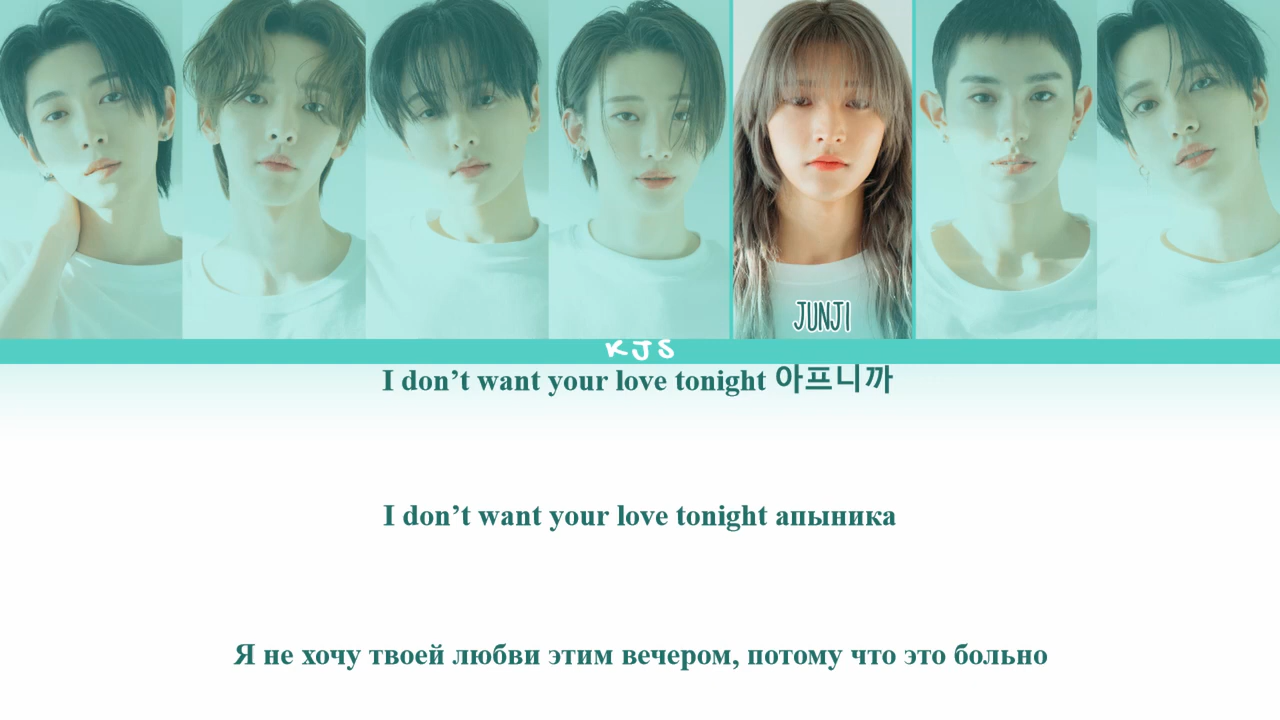 JUNJI
KJS
I don’t want your love tonight 아프니까
I don’t want your love tonight апыника
Я не хочу твоей любви этим вечером, потому что это больно